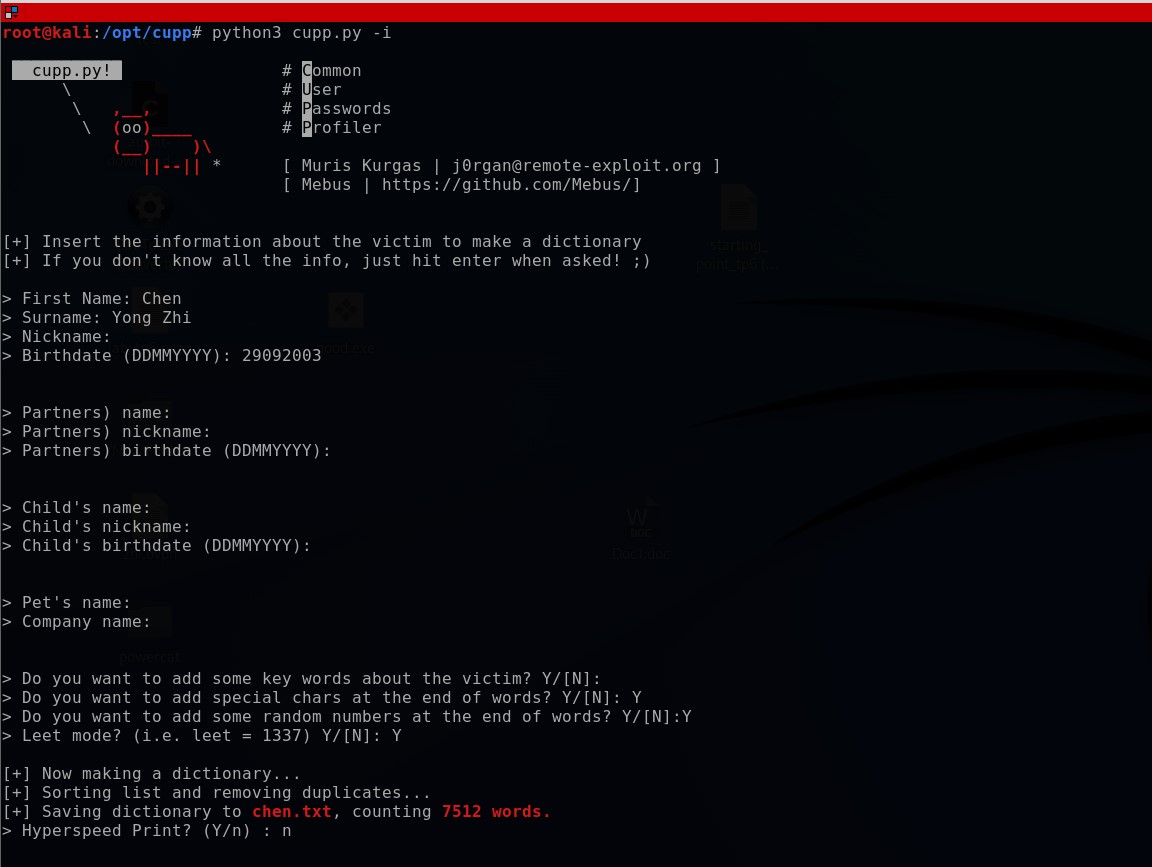 root@kali:/opt/cupp# python3 cupp.py -i
cupp.py! # Common
\ # User
\ ,__, # Passwords
\ (oo)____ # Profiler
(__) )\
||--|| * [ Muris Kurgas | j0rgan@remote-exploit.org ]
[ Mebus | https://github.com/Mebus/]
[+] Insert the information about the victim to make a dictionary
[+] If you don't know all the info, just hit enter when asked! ;)
> First Name: Chen
> Surname: Yong Zhi
> Nickname:
> Birthdate (DDMMYYYY): 29092003
> Partners) name:
> Partners) nickname:
> Partners) birthdate (DDMMYYYY):
> Child's name:
> Child's nickname:
> Child's birthdate (DDMMYYYY):
> Pet's name:
> Company name:
> Do you want to add some key words about the victim? Y/[N]:
> Do you want to add special chars at the end of words? Y/[N]: Y
> Do you want to add some random numbers at the end of words? Y/[N]:Y
> Leet mode? (i.e. leet = 1337) Y/[N]: Y
[+] Now making a dictionary...
[+] Sorting list and removing duplicates...
[+] Saving dictionary to chen.txt, counting 7512 words.
> Hyperspeed Print? (Y/n) : n
powercat